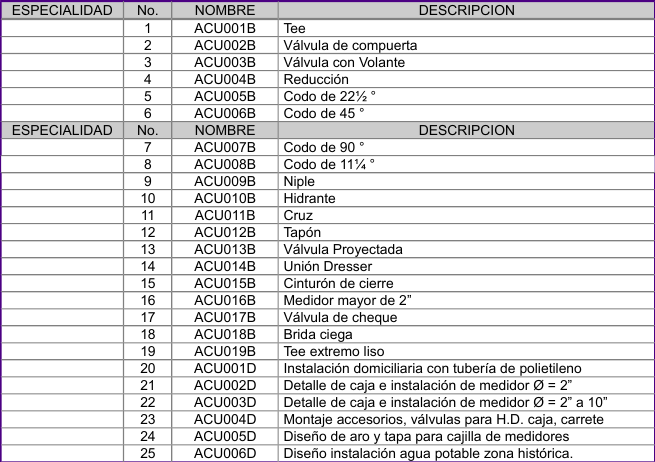 ESPECIALIDAD No. NOMBRE DESCRIPCION
1 ACU001B Tee
2 ACU002B Válvula de compuerta
3 ACU003B Válvula con Volante
4 ACU004B Reducción
5 ACU005B Codo de 22½ °
6 ACU006B Codo de 45 °
ESPECIALIDAD No. NOMBRE DESCRIPCION
7 ACU007B Codo de 90 °
8 ACU008B Codo de 11¼ °
9 ACU009B Niple
10 ACU010B Hidrante
11 ACU011B Cruz
12 ACU012B Tapón
13 ACU013B Válvula Proyectada
14 ACU014B Unión Dresser
15 ACU015B Cinturón de cierre
16 ACU016B Medidor mayor de 2”
17 ACU017B Válvula de cheque
18 ACU018B Brida ciega
19 ACU019B Tee extremo liso
20 ACU001D Instalación domiciliaria con tubería de polietileno
21 ACU002D Detalle de caja e instalación de medidor Ø = 2”
22 ACU003D Detalle de caja e instalación de medidor Ø = 2” a 10”
23 ACU004D Montaje accesorios, válvulas para H.D. caja, carrete
24 ACU005D Diseño de aro y tapa para cajilla de medidores
25 ACU006D Diseño instalación agua potable zona histórica.